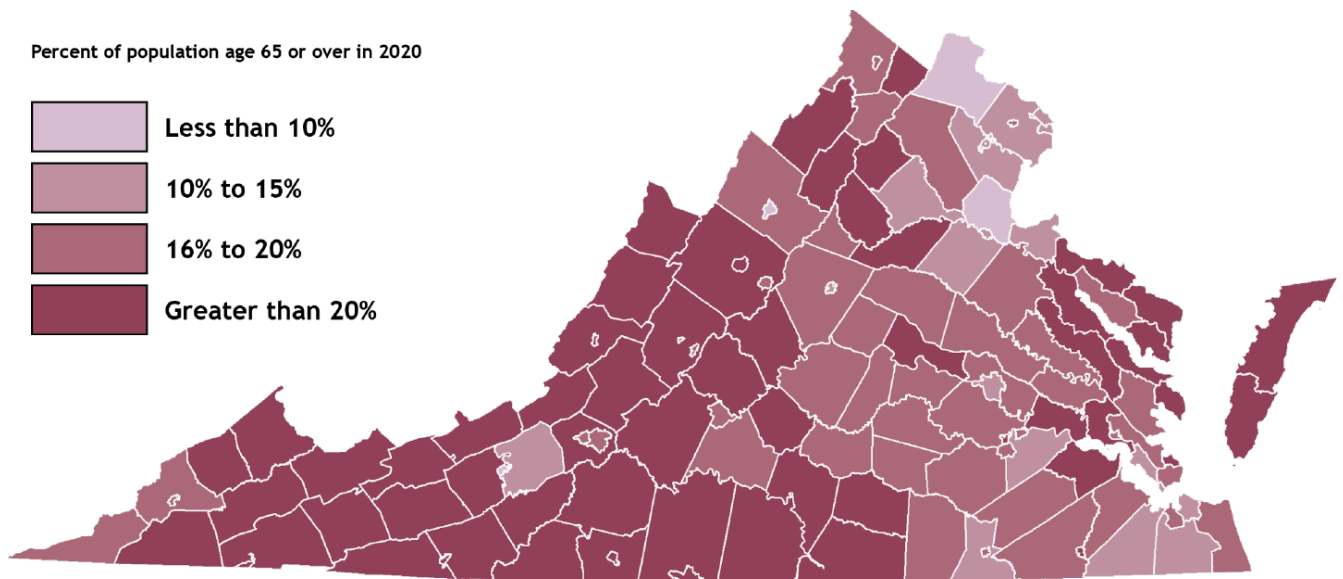 Percent of population age 65 or over in 2020
Less than 10%
10% to 15%
16% to 20%
Greater than 20%